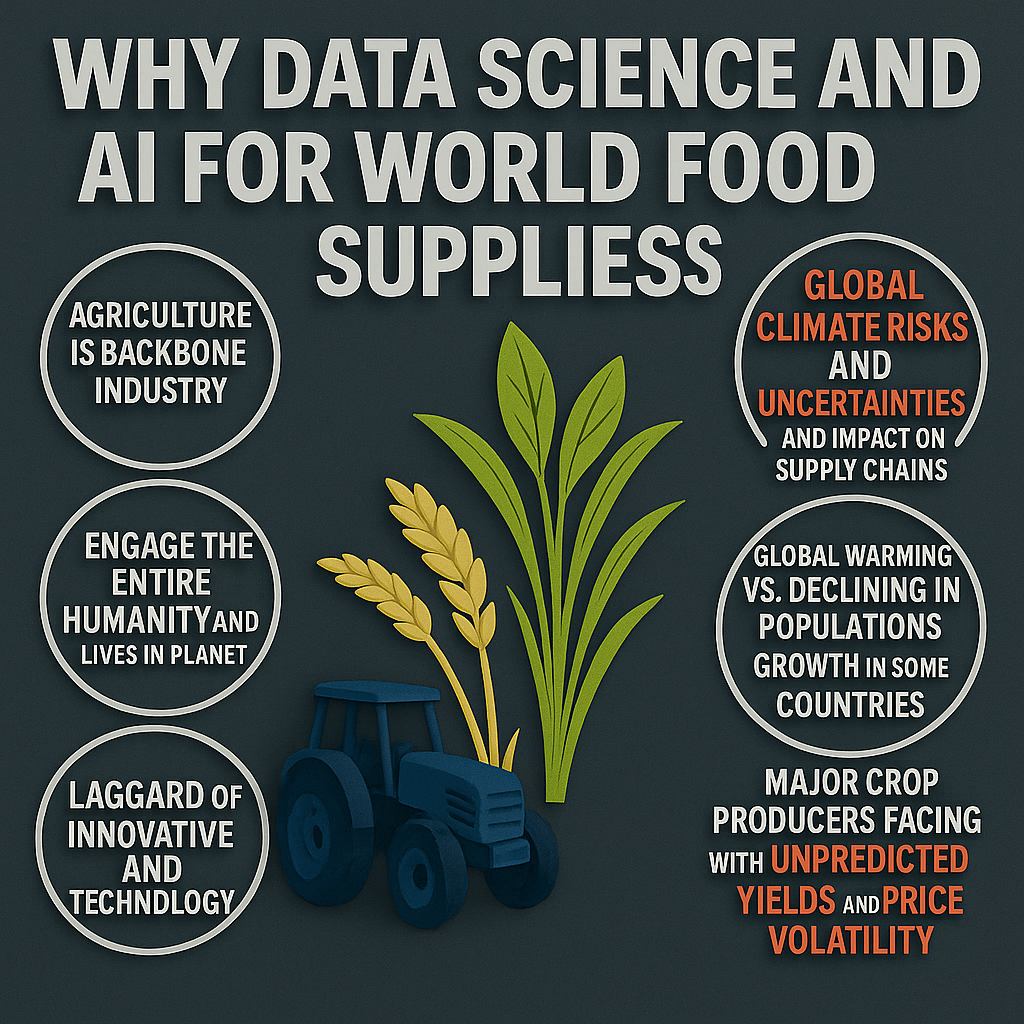 WHY DATA SCIENCE AND
AI FOR WORLD FOOD
SUPPLIESS
AGRICULTURE
IS BACKBONE
INDUSTRY
ENGAGE THE
ENTIRE
HUMANITY AND
LIVES IN PLANET
LAGGARD OF
INNOVATIVE
AND
TECHNDLOGY
GLOBAL
CLIMATE RISKS
AND
UNCERTAINTIES
AND IMPACT ON
SUPPLY CHAINS
GLOBAL WARMING
VS. DECLINING IN
POPULATIONS
GROWTH IN SOME
COUNTRIES
MAJOR CROP
PRODUCERS FACING
WITH UNPREDICTED
YIELDS AND PRICE
VOLATILITY